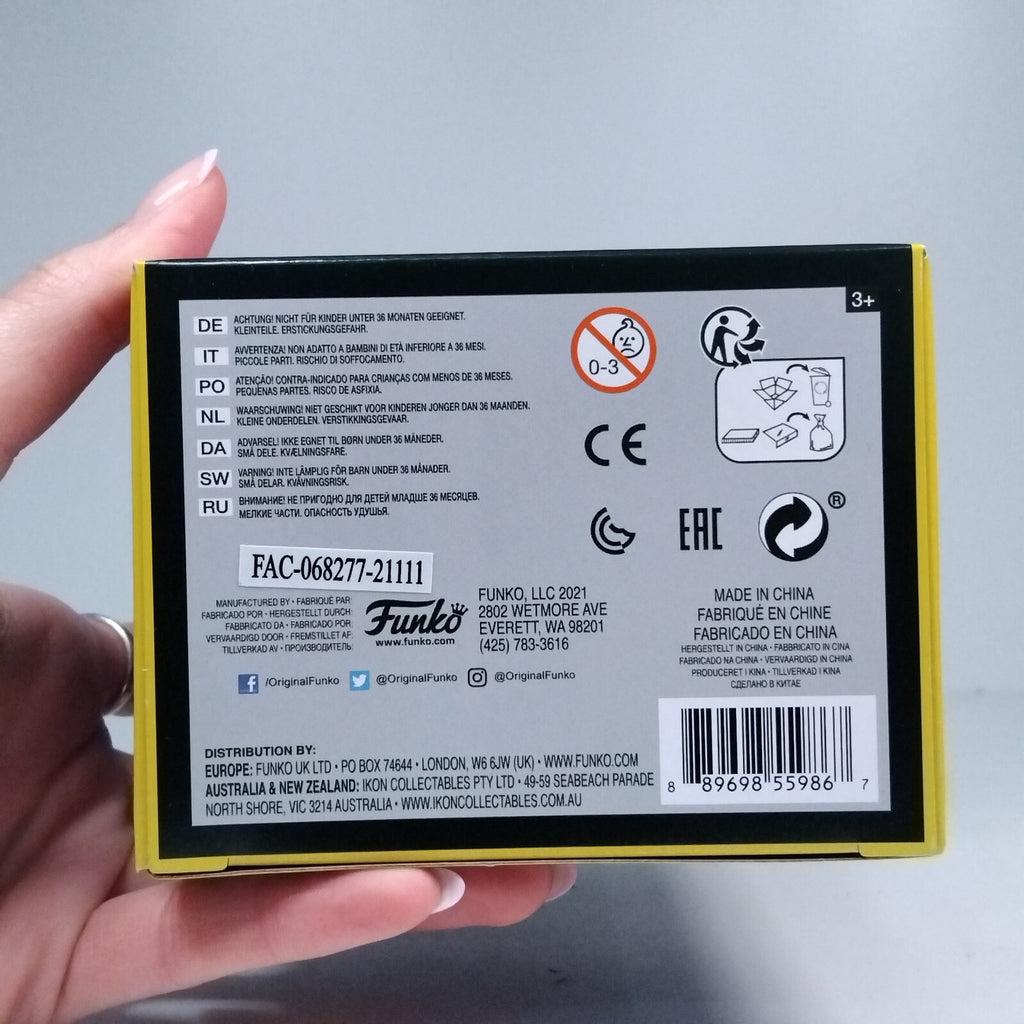 3+
DE ACHTUNG! NICHT FÜR KINDER UNTER 36 MONATEN GEEIGNET.
KLEINTEILE. ERSTICKUNGSGEFAHR.
IT AVVERTENZA! NON ADATTO A BAMBINI DI ETÀ INFERIORE A 36 MESI.
PICCOLE PARTI. RISCHIO DI SOFFOCAMENTO.
PO ATENÇÃO! CONTRA-INDICADO PARA CRIANÇAS COM MENOS DE 36 MESES.
PEQUENAS PARTES. RISCO DE ASFIXIA.
NL WAARSCHUWING! NIET GESCHIKT VOOR KINDEREN JONGER DAN 36 MAANDEN.
KLEINE ONDERDELEN. VERSTIKKINGSGEVAAR.
DA ADVARSEL! IKKE EGNET TIL BØRN UNDER 36 MÅNEDER.
SMÅ DELE. KVÆLNINGSFARE.
SW VARNING! INTE LÄMPLIG FÖR BARN UNDER 36 MÅNADER.
SMÅ DELAR. KVÄVNINGSRISK.
RU ВНИМАНИЕ! НЕ ПРИГОДНО ДЛЯ ДЕТЕЙ МЛАДШЕ 36 МЕСЯЦЕВ.
МЕЛКИЕ ЧАСТИ. ОПАСНОСТЬ УДУШЬЯ.
0-3
CE
EAC
®
FAC-068277-21111
MANUFACTURED BY • FABRIQUÉ PAR:
FABRICADO POR • HERGESTELLT DURCH:
FABBRICATO DA • FABRICADO POR:
VERVAARDIGD DOOR • FREMSTILLET AF:
TILLVERKAD AV • ПРОИЗВОДИТЕЛЬ:
Funko
www.funko.com
FUNKO, LLC 2021
2802 WETMORE AVE
EVERETT, WA 98201
(425) 783-3616
MADE IN CHINA
FABRIQUÉ EN CHINE
FABRICADO EN CHINA
HERGESTELLT IN CHINA • FABBRICATO IN CINA
FABRICADO NA CHINA • VERVAARDIGD IN CHINA
PRODUCERET I KINA • TILLVERKAD I KINA
СДЕЛАНО В КИТАЕ
f /OriginalFunko @OriginalFunko @OriginalFunko
DISTRIBUTION BY:
EUROPE: FUNKO UK LTD • PO BOX 74644 • LONDON, W6 6JW (UK) • WWW.FUNKO.COM
AUSTRALIA & NEW ZEALAND: IKON COLLECTABLES PTY LTD • 49-59 SEABEACH PARADE
NORTH SHORE, VIC 3214 AUSTRALIA • WWW.IKONCOLLECTABLES.COM.AU
8 89698 55986 7